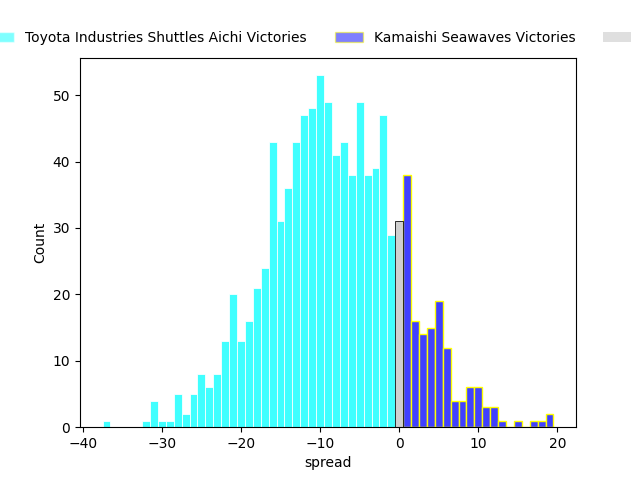 Toyota Industries Shuttles Aichi Victories Kamaishi Seawaves Victories
50
40
30
20
10
0
Count
−40 −30 −20 −10 0 10 20
spread